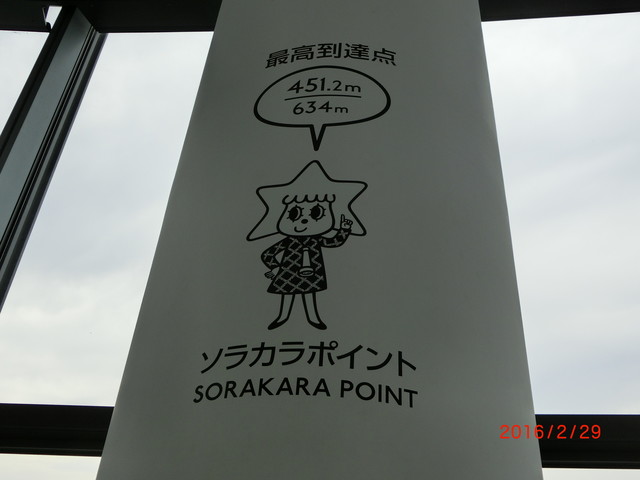 最高到達点
451.2m
634m
ソラカラポイント
SORAKARA POINT
2016/2/29